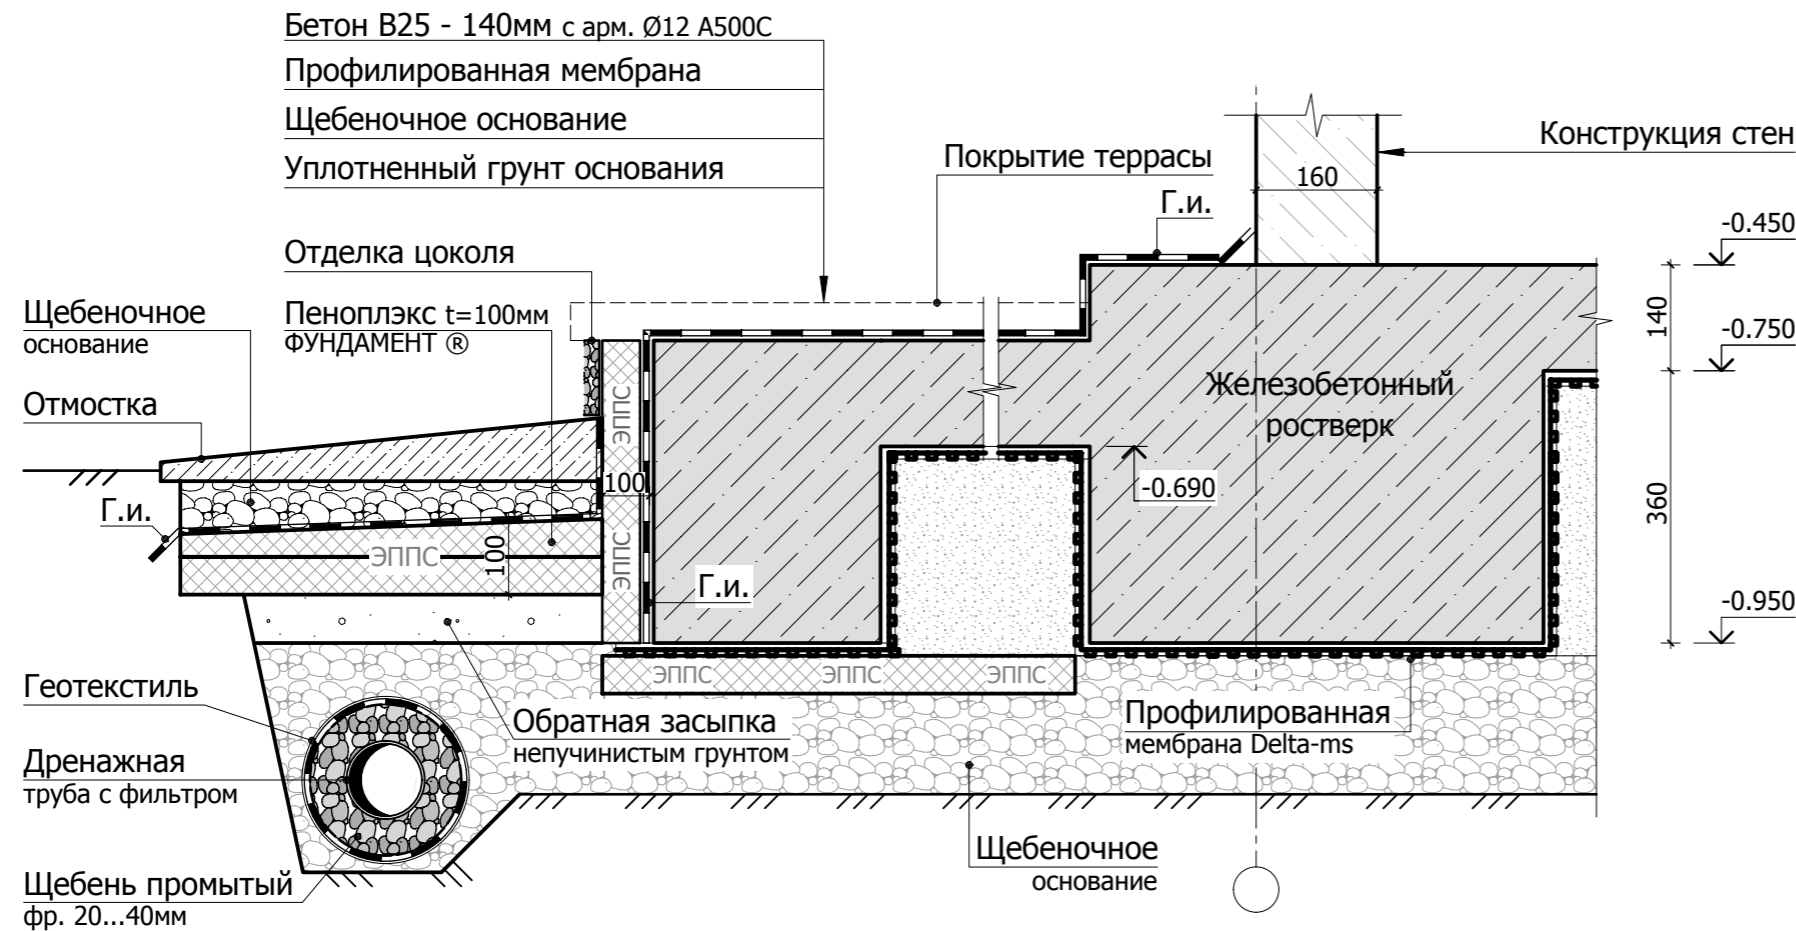 Бетон В25 - 140мм с арм. Ø12 А500С
Профилированная мембрана
Щебеночное основание
Уплотненный грунт основания
Покрытие террасы
Г.и.
Конструкция стен
160
-0.450
-0.750
-0.950
140
360
Отделка цоколя
Пеноплэкс t=100мм
ФУНДАМЕНТ ®
Щебеночное
основание
Отмостка
Г.и.
ЭППС
100
ЭППС
ЭППС
100
Г.и.
Железобетонный
ростверк
-0.690
ЭППС
ЭППС
ЭППС
Геотекстиль
Дренажная
труба с фильтром
Щебень промытый
фр. 20...40мм
Обратная засыпка
непучинистым грунтом
Профилированная
мембрана Delta-ms
Щебеночное
основание